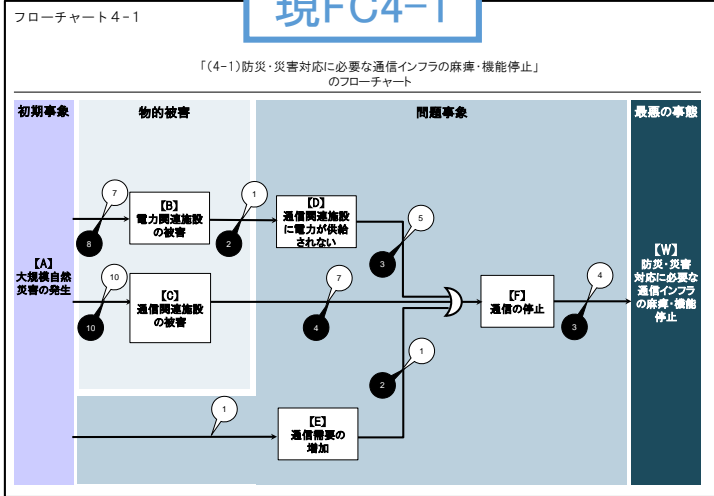 フローチャート4-1
現FC4-1
「(4-1)防災・災害対応に必要な通信インフラの麻痺・機能停止」
のフローチャート
初期事象
物的被害
問題事象
最悪の事態
7
【B】
電力関連施設
の被害
8
1
2
【D】
通信関連施設
に電力が供給
されない
5
3
【A】
大規模自然
災害の発生
10
【C】
通信関連施設
の被害
10
7
4
【F】
通信の停止
4
3
【W】
防災・災害
対応に必要な
通信インフラ
の麻痺・機能
停止
1
2
1
【E】
通信需要の
増加